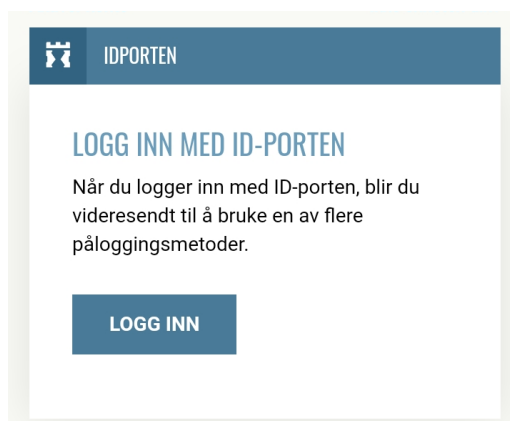 IDPORTEN
LOGG INN MED ID-PORTEN
Når du logger inn med ID-porten, blir du
videresendt til å bruke en av flere
påloggingsmetoder.
LOGG INN